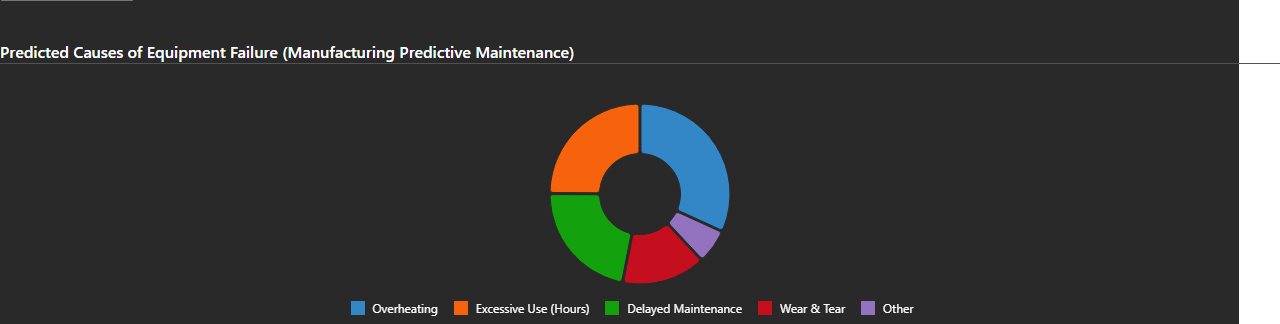 Predicted Causes of Equipment Failure (Manufacturing Predictive Maintenance)
Overheating Excessive Use (Hours) Delayed Maintenance Wear & Tear Other